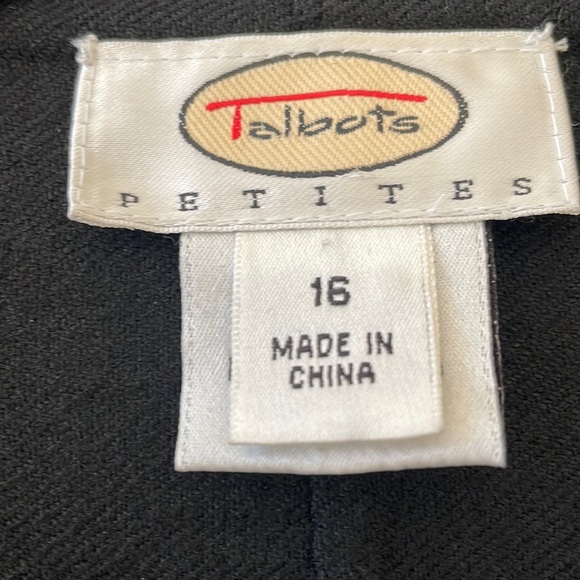 Talbots
PETITES
16
MADE IN
CHINA